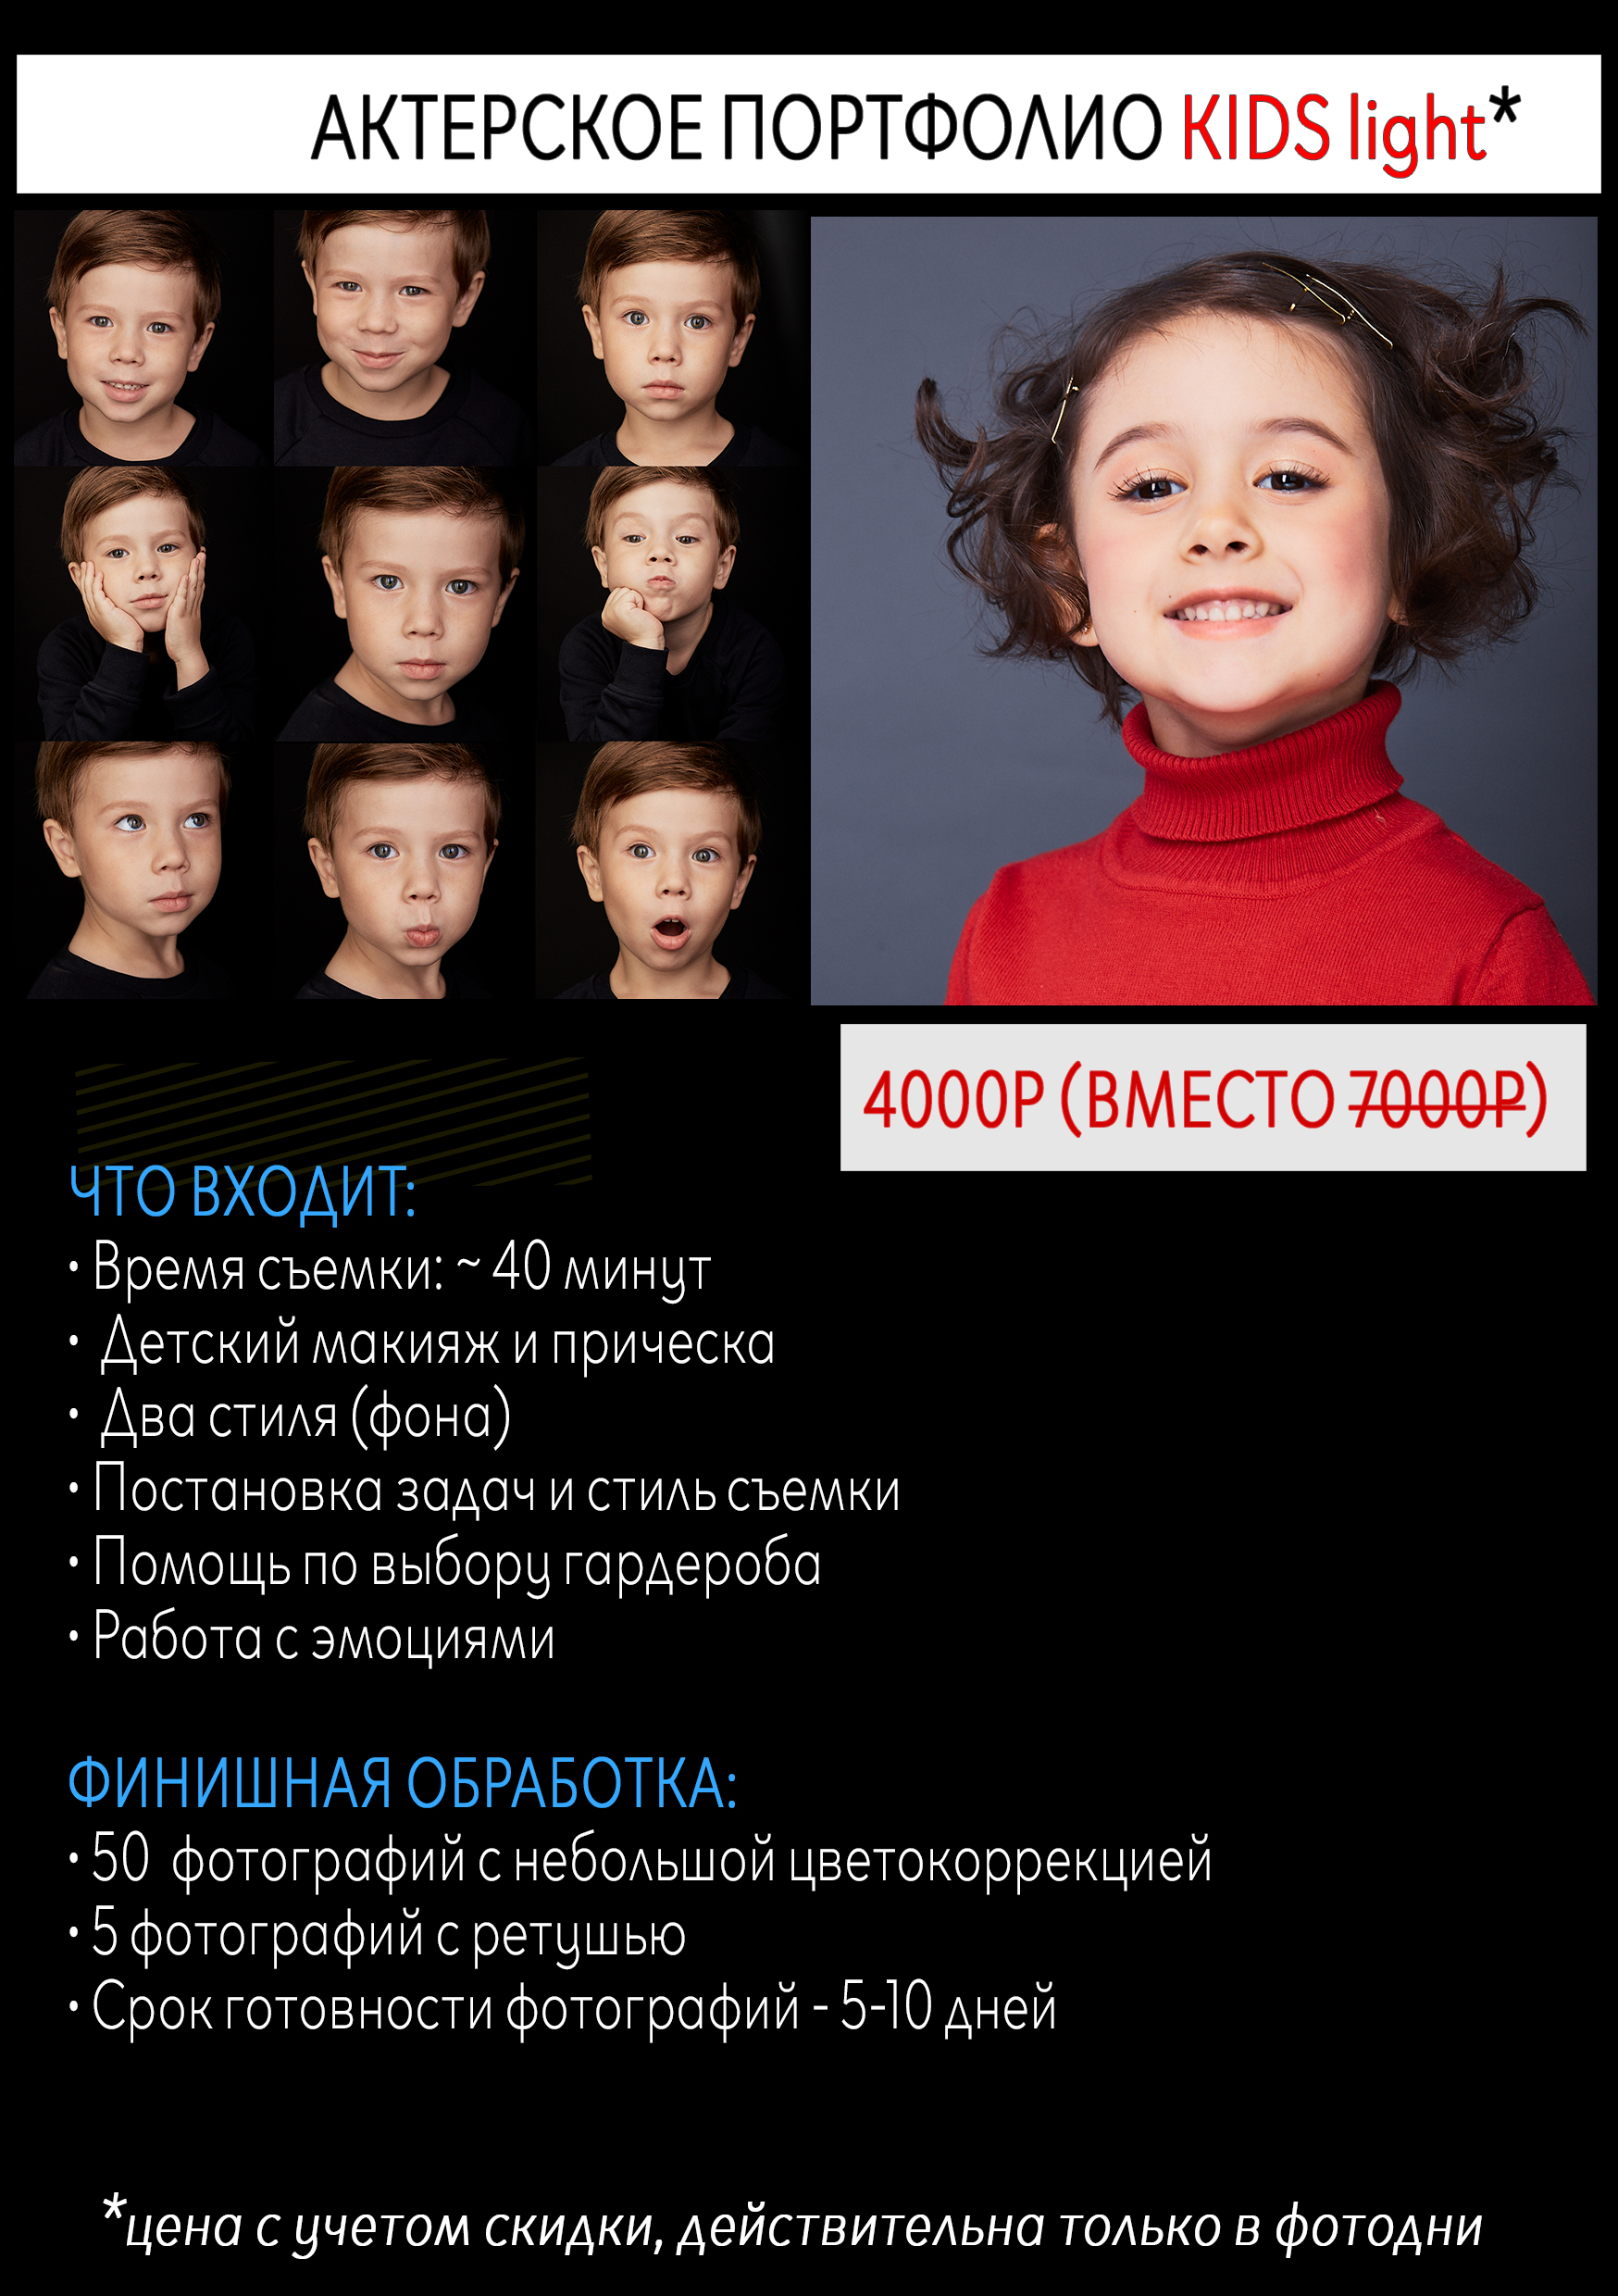 АКТЕРСКОЕ ПОРТФОЛИО KIDS light*
4000Р (ВМЕСТО 7000Р)
ЧТО ВХОДИТ:
• Время съемки: ~ 40 минут
• Детский макияж и прическа
• Два стиля (фона)
• Постановка задач и стиль съемки
• Помощь по выбору гардероба
• Работа с эмоциями
ФИНИШНАЯ ОБРАБОТКА:
• 50 фотографий с небольшой цветокоррекцией
• 5 фотографий с ретушью
• Срок готовности фотографий - 5-10 дней
*цена с учетом скидки, действительна только в фотодни